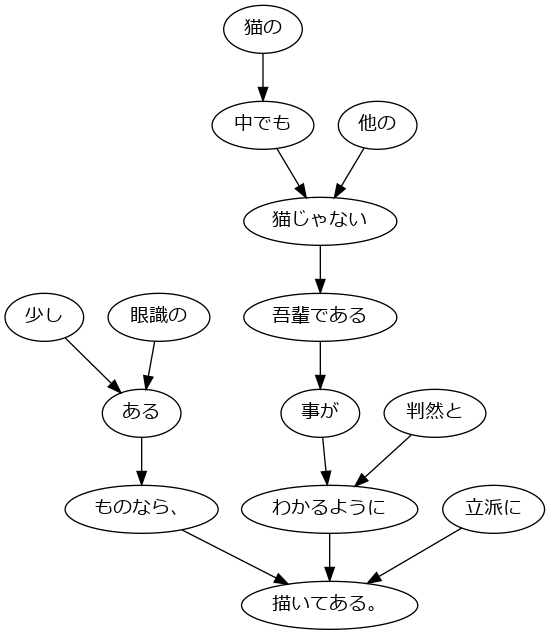 猫の
中でも
他の
猫じゃない
少し
眼識の
吾輩である
ある
事が
判然と
ものなら、
わかるように
立派に
描いてある。